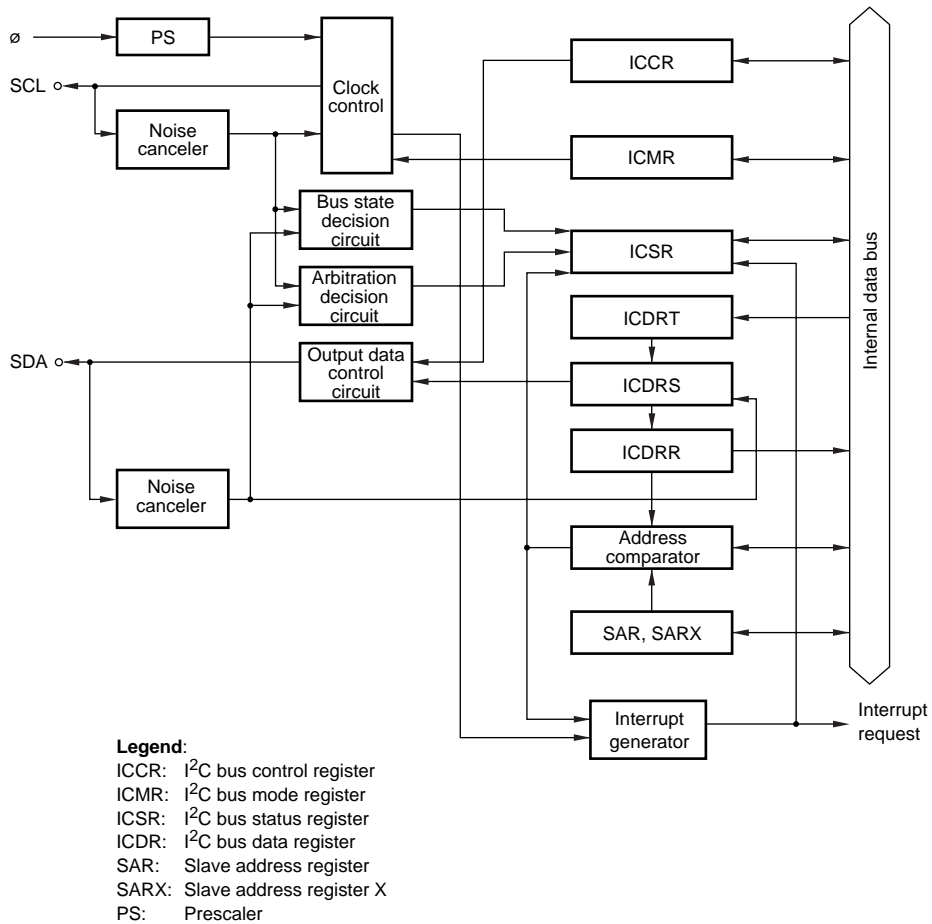 ø
PS
SCL
Clock
control
Noise
canceler
Bus state
decision
circuit
Arbitration
decision
circuit
SDA
Output data
control
circuit
Noise
canceler
ICCR
ICMR
ICSR
ICDRT
ICDRS
ICDRR
Address
comparator
SAR, SARX
Internal data bus
Interrupt
generator
Interrupt
request
Legend:
ICCR: I²C bus control register
ICMR: I²C bus mode register
ICSR: I²C bus status register
ICDR: I²C bus data register
SAR: Slave address register
SARX: Slave address register X
PS: Prescaler